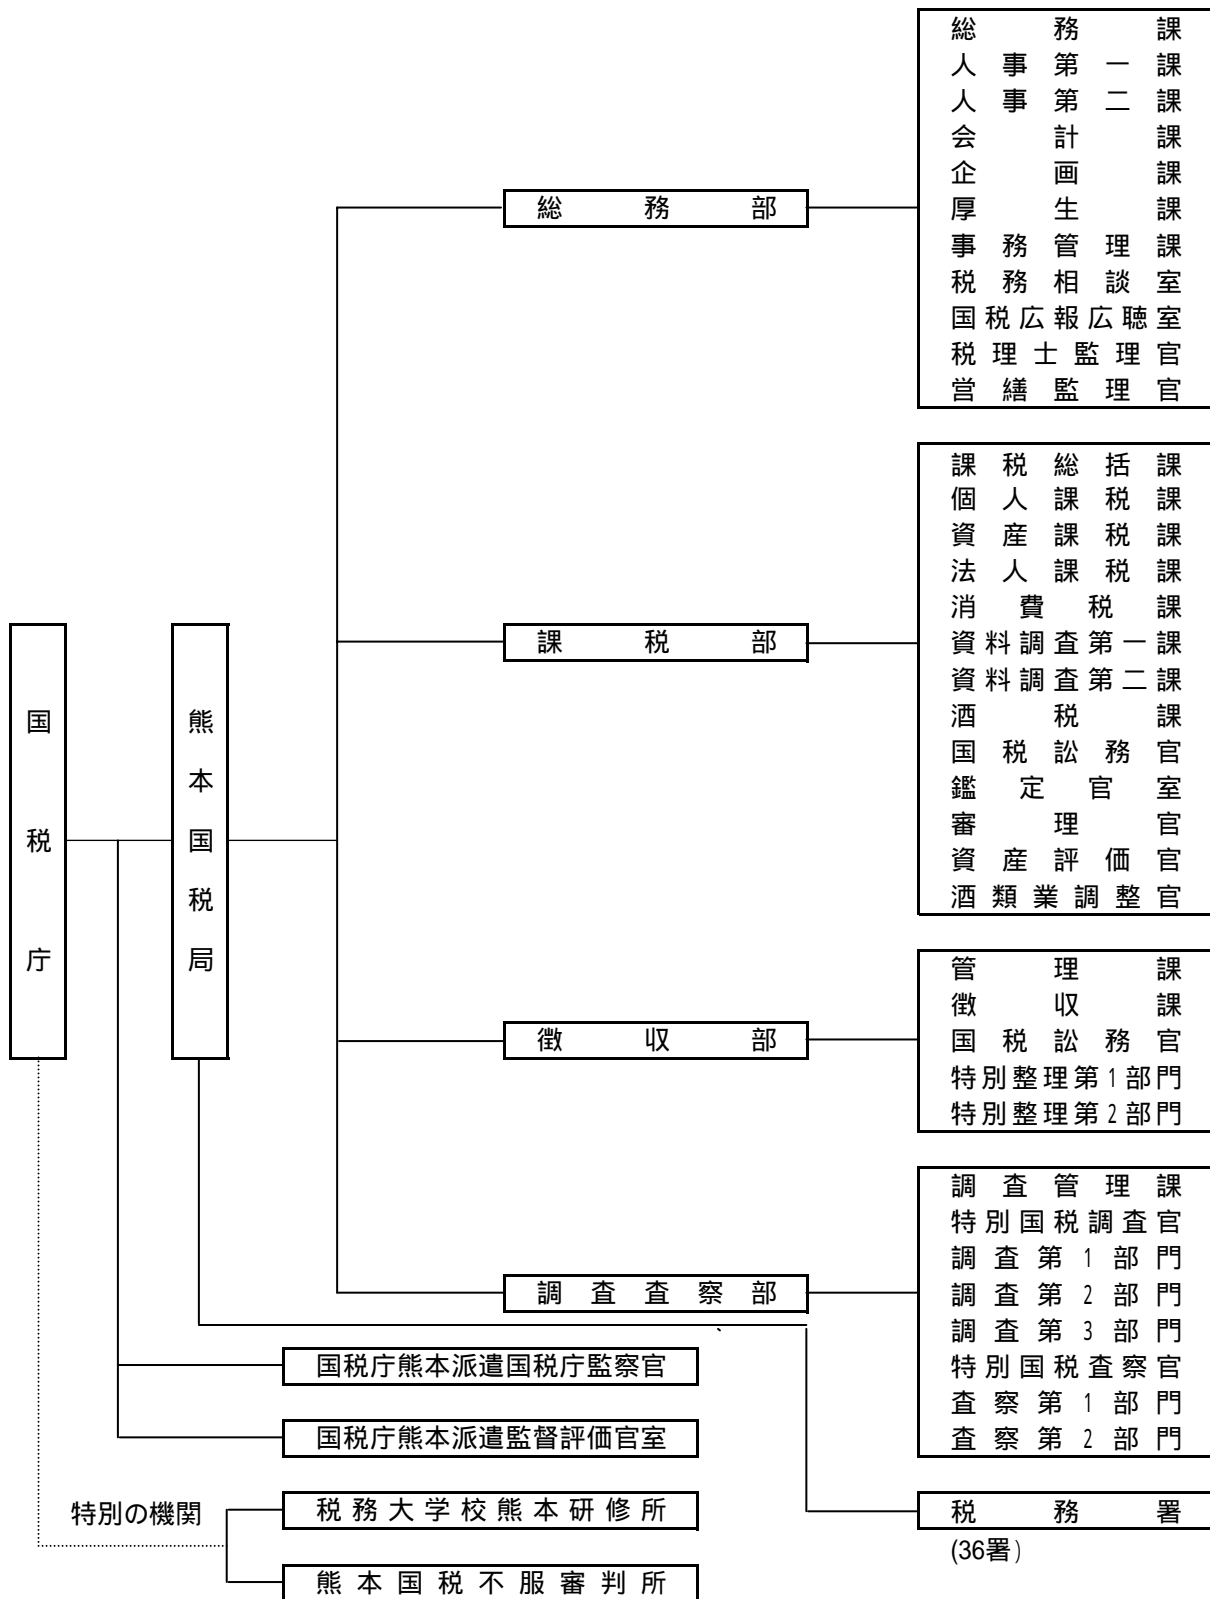 国税庁
熊本国税局
総務部
総務課
人事第一課
人事第二課
会計課
企画課
厚生課
事務管理課
税務相談室
国税広報広聴室
税理士監理官
営繕監理官
課税部
課税総括課
個人課税課
資産課税課
法人課税課
消費税課
資料調査第一課
資料調査第二課
酒税課
国税訟務官
鑑定官室
審理官
資産評価官
酒類業調整官
徴収部
管理課
徴収課
国税訟務官
特別整理第1部門
特別整理第2部門
調査査察部
調査管理課
特別国税調査官
調査第1部門
調査第2部門
調査第3部門
特別国税査察官
査察第1部門
査察第2部門
税務署
(36署)
国税庁熊本派遣国税庁監察官
国税庁熊本派遣監督評価官室
特別の機関
税務大学校熊本研修所
熊本国税不服審判所